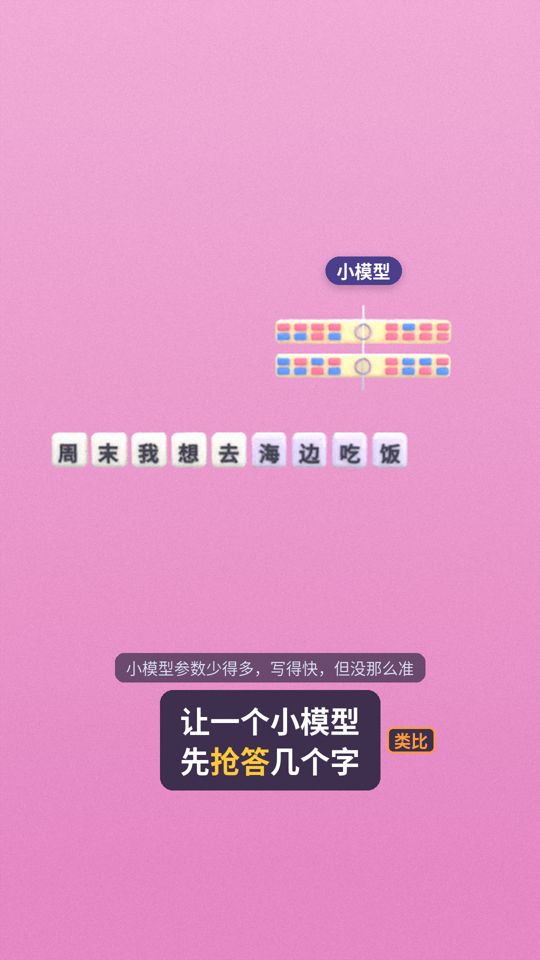 小模型
周末我想去海边吃饭
小模型参数少得多，写得快，但没那么准
让一个小模型
先抢答几个字
类比